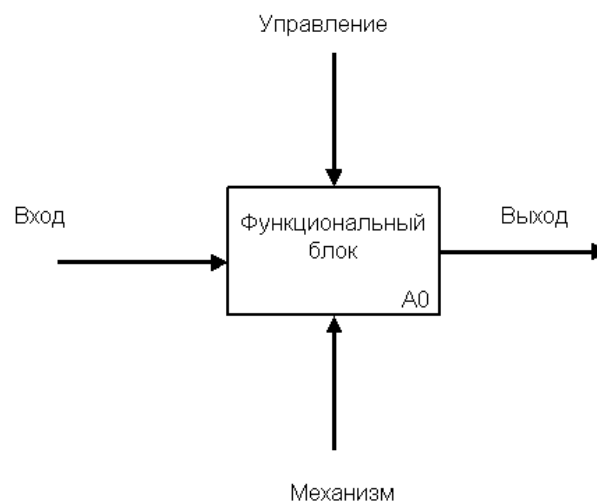 Управление
Вход
Функциональный
блок
Выход
A0
Механизм